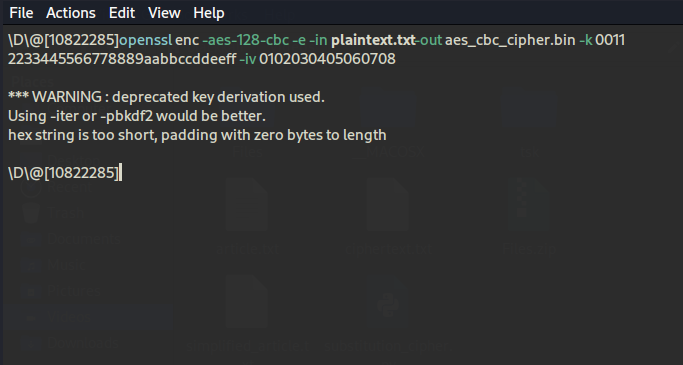 File Actions Edit View Help
\D\@[10822285]openssl enc -aes-128-cbc -e -in plaintext.txt-out aes_cbc_cipher.bin -k 0011
2233445566778889aabbccddeeff -iv 0102030405060708
*** WARNING : deprecated key derivation used.
Using -iter or -pbkdf2 would be better.
hex string is too short, padding with zero bytes to length
\D\@[10822285]